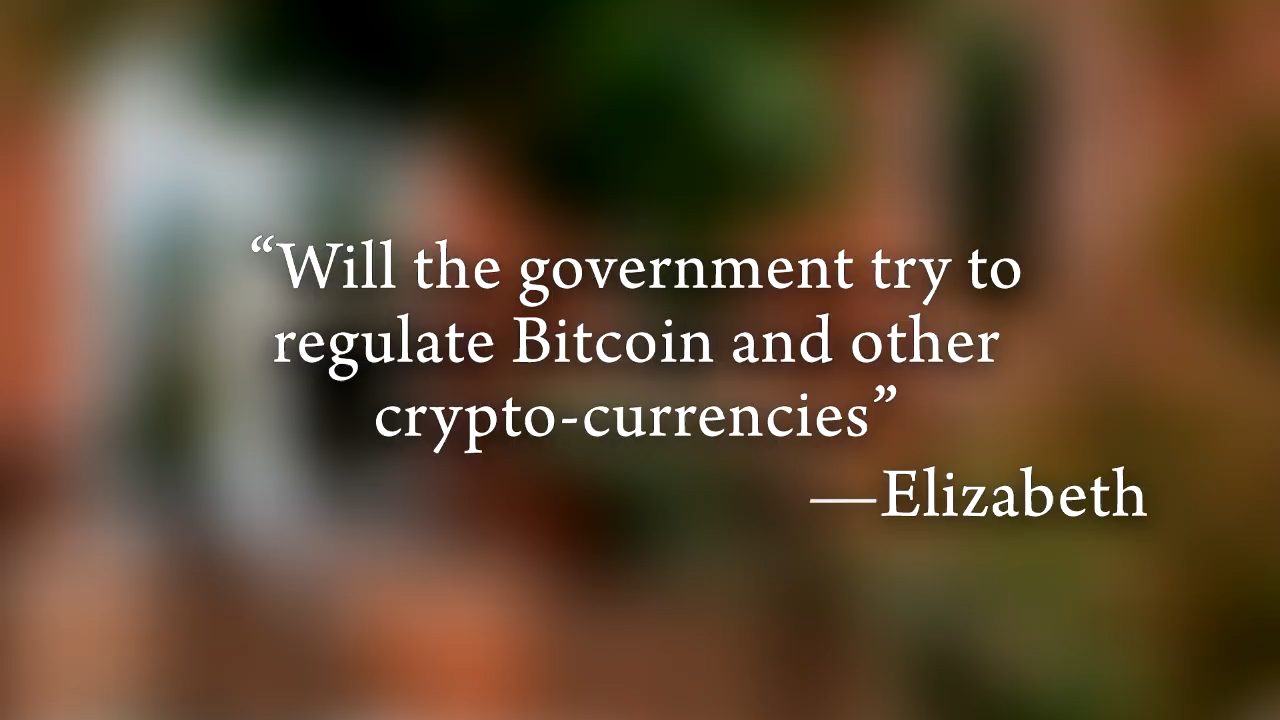 “Will the government try to
regulate Bitcoin and other
crypto-currencies”
—Elizabeth